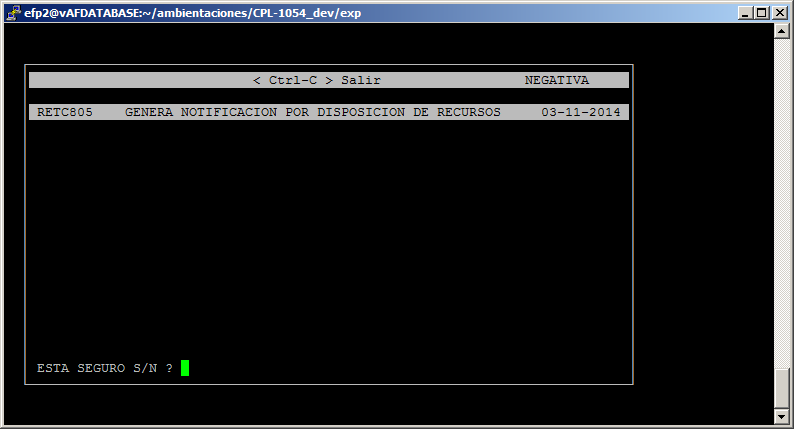 efp2@vAFDATABASE:~/ambientaciones/CPL-1054_dev/exp
< Ctrl-C > Salir NEGATIVA
RETC805 GENERA NOTIFICACION POR DISPOSICION DE RECURSOS 03-11-2014
ESTA SEGURO S/N ?